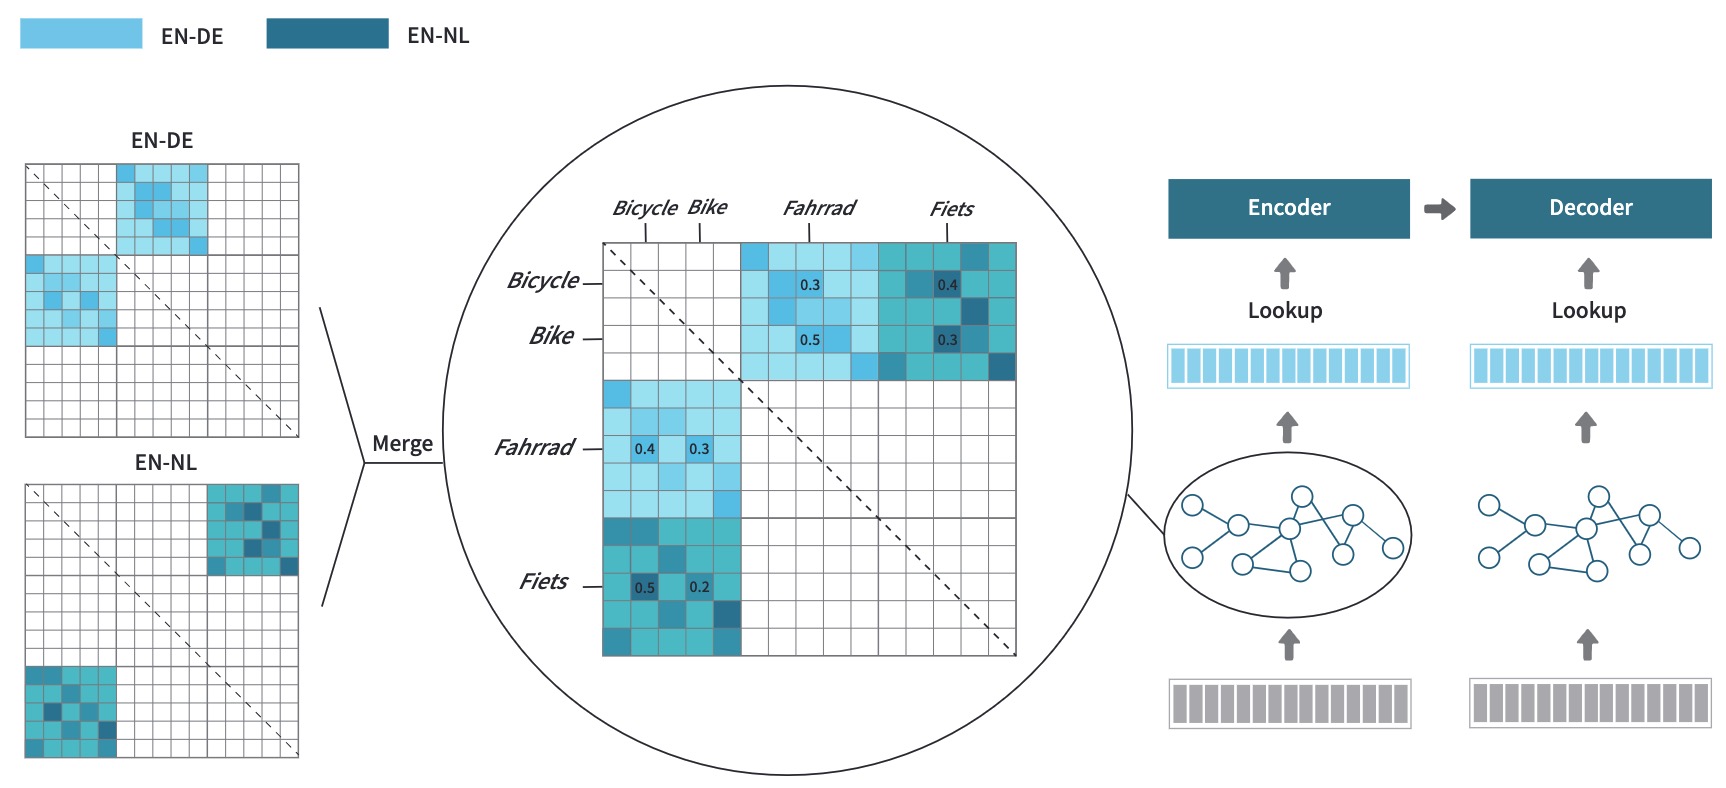 EN-DE
EN-NL
EN-DE
EN-NL
Merge
Bicycle Bike Fahrrad Fiets
Bicycle 0.3 0.4
Bike 0.5 0.3
Fahrrad 0.4 0.3
Fiets 0.5 0.2
Encoder
Decoder
Lookup
Lookup